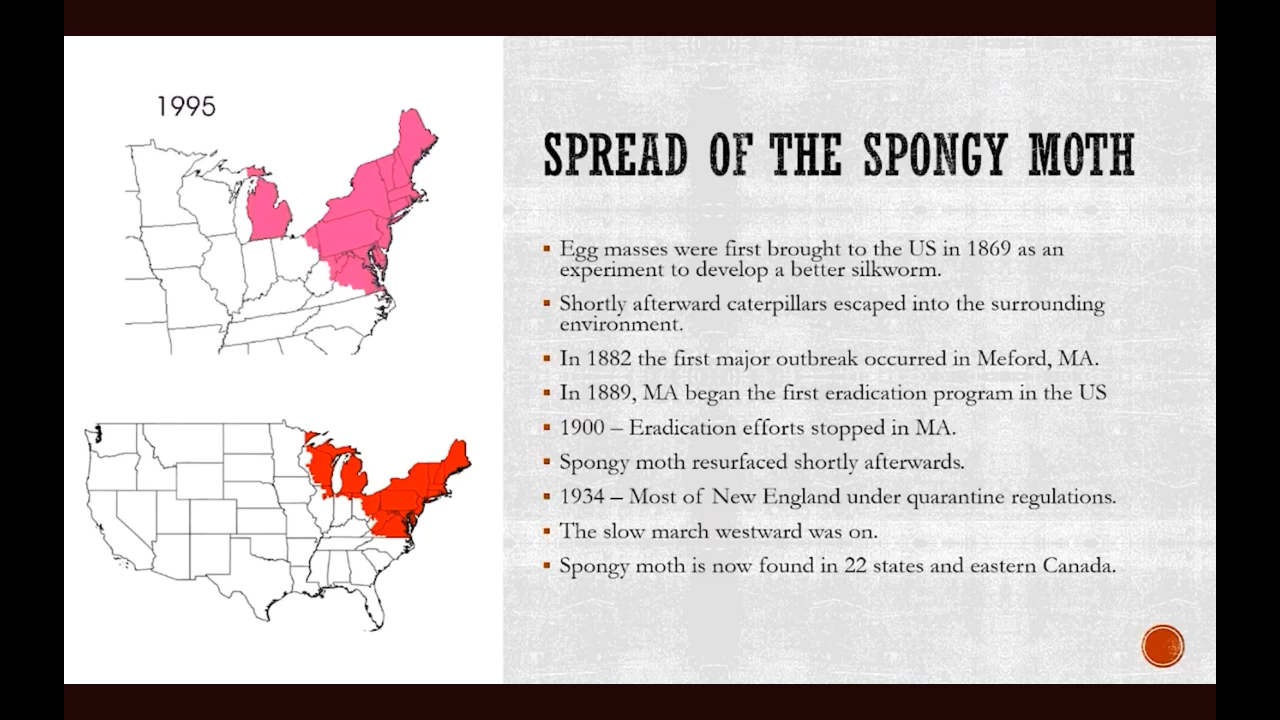 1995
SPREAD OF THE SPONGY MOTH
▪ Egg masses were first brought to the US in 1869 as an
experiment to develop a better silkworm.
▪ Shortly afterward caterpillars escaped into the surrounding
environment.
▪ In 1882 the first major outbreak occurred in Meford, MA.
▪ In 1889, MA began the first eradication program in the US
▪ 1900 – Eradication efforts stopped in MA.
▪ Spongy moth resurfaced shortly afterwards.
▪ 1934 – Most of New England under quarantine regulations.
▪ The slow march westward was on.
▪ Spongy moth is now found in 22 states and eastern Canada.